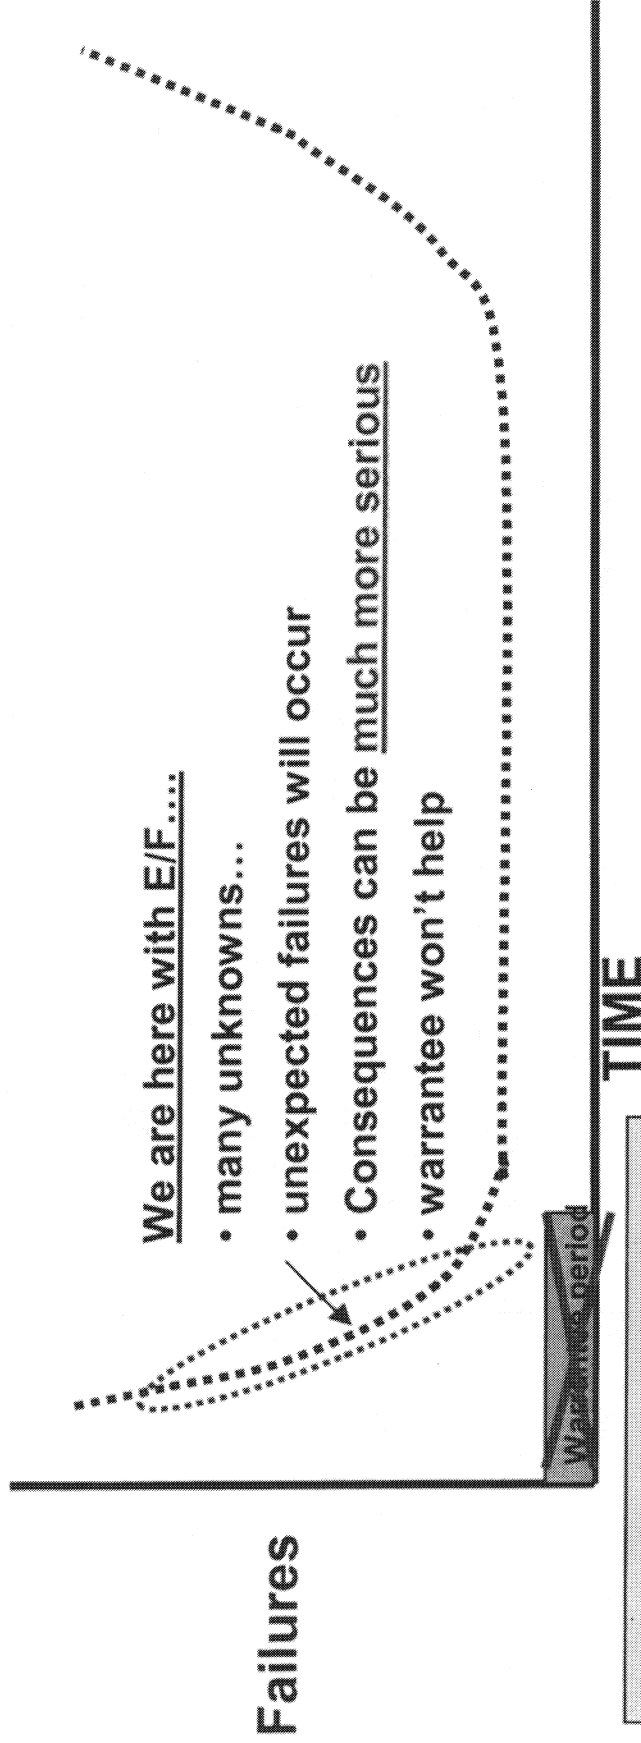 We are here with E/F....
• many unknowns...
• unexpected failures will occur
• Consequences can be much more serious
• warrantee won't help
Failures
Warrantee period
TIME